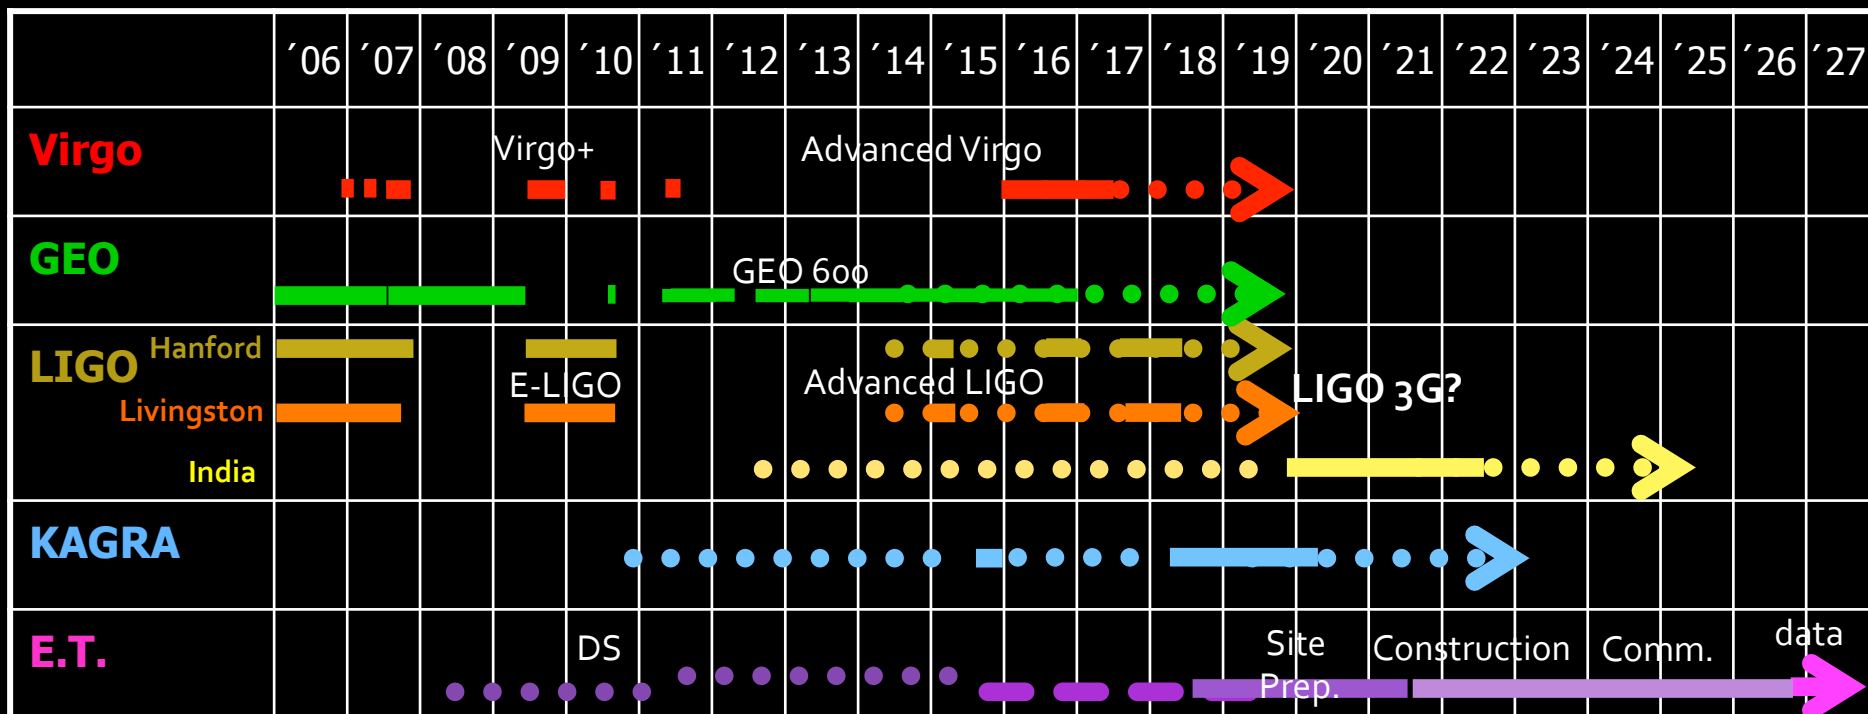 ´06 ´07 ´08 ´09 ´10 ´11 ´12 ´13 ´14 ´15 ´16 ´17 ´18 ´19 ´20 ´21 ´22 ´23 ´24 ´25 ´26 ´27
Virgo Virgo+ Advanced Virgo
GEO GEO 600
Hanford
LIGO E-LIGO Advanced LIGO LIGO 3G?
Livingston
India
KAGRA
E.T. DS Site Construction Comm. data
Prep.